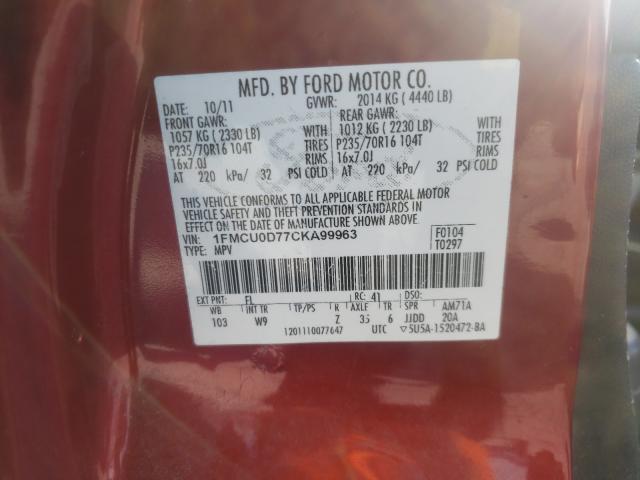 MFD. BY FORD MOTOR CO.
DATE: 10/11 GVWR: 2014 KG ( 4440 LB)
FRONT GAWR: REAR GAWR:
1057 KG ( 2330 LB) WITH 1012 KG ( 2230 LB) WITH
P235/70R16 104T TIRES P235/70R16 104T TIRES
16x7.0J RIMS 16x7.0J RIMS
AT 220 kPa/ 32 PSI COLD AT 220 kPa/ 32 PSI COLD
THIS VEHICLE CONFORMS TO ALL APPLICABLE FEDERAL MOTOR
VEHICLE SAFETY AND THEFT PREVENTION STANDARDS IN
EFFECT ON THE DATE OF MANUFACTURE SHOWN ABOVE.
VIN: 1FMCU0D77CKA99963 F0104
TYPE: MPV T0297
EXT PNT: FL RC: 41 DSO:
WB INT TR TP/PS R AXLE TR SPR AM71A
103 W9 Z 35 6 JJDD 20A
1201110077647 UTC ▽5U5A-1520472-BA